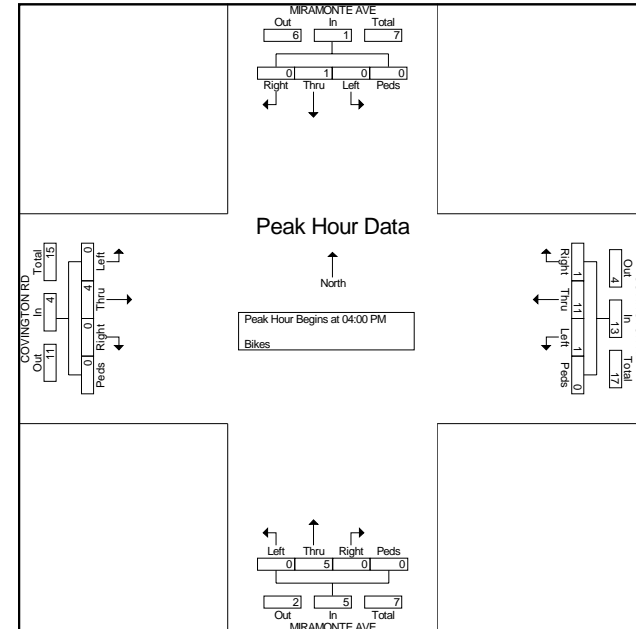 MIRAMONTE AVE
Out In Total
6 1 7
0 1 0 0
Right Thru Left Peds
Peak Hour Data
North
Peak Hour Begins at 04:00 PM
Bikes
COVINGTON RD
Out In Total
11 4 15
Peds Right Thru Left
0 0 4 0
Right Thru Left Peds
1 11 1 0
Out In Total
4 13 17
Left Thru Right Peds
0 5 0 0
2 5 7
Out In Total
MIRAMONTE AVE